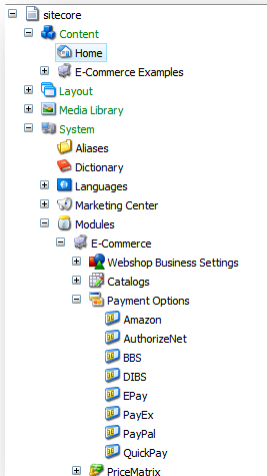 sitecore
Content
Home
E-Commerce Examples
Layout
Media Library
System
Aliases
Dictionary
Languages
Marketing Center
Modules
E-Commerce
Webshop Business Settings
Catalogs
Payment Options
Amazon
AuthorizeNet
BBS
DIBS
EPay
PayEx
PayPal
QuickPay
PriceMatrix